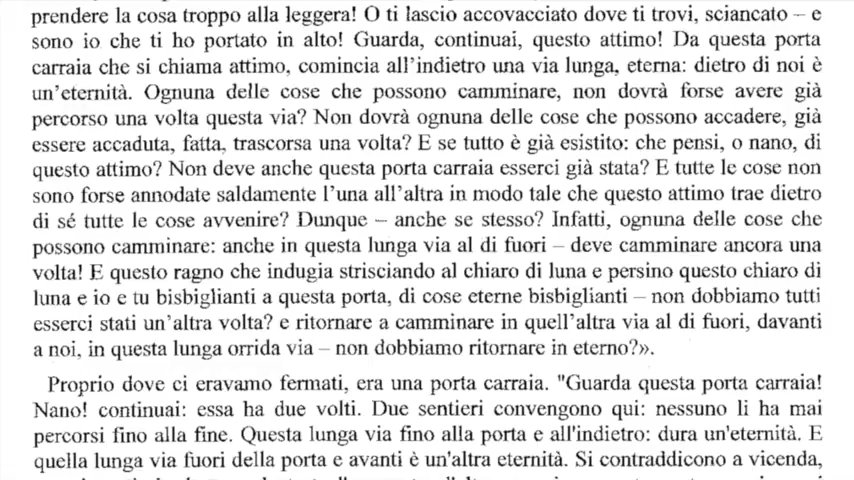 prendere la cosa troppo alla leggera! O ti lascio accovacciato dove ti trovi, sciancato – e
sono io che ti ho portato in alto! Guarda, continuai, questo attimo! Da questa porta
carraia che si chiama attimo, comincia all'indietro una via lunga, eterna: dietro di noi è
un'eternità. Ognuna delle cose che possono camminare, non dovrà forse avere già
percorso una volta questa via? Non dovrà ognuna delle cose che possono accadere, già
essere accaduta, fatta, trascorsa una volta? E se tutto è già esistito: che pensi, o nano, di
questo attimo? Non deve anche questa porta carraia esserci già stata? E tutte le cose non
sono forse annodate saldamente l'una all'altra in modo tale che questo attimo trae dietro
di sé tutte le cose avvenire? Dunque – anche se stesso? Infatti, ognuna delle cose che
possono camminare: anche in questa lunga via al di fuori – deve camminare ancora una
volta! E questo ragno che indugia strisciando al chiaro di luna e persino questo chiaro di
luna e io e tu bisbiglianti a questa porta, di cose eterne bisbiglianti – non dobbiamo tutti
esserci stati un'altra volta? e ritornare a camminare in quell'altra via al di fuori, davanti
a noi, in questa lunga orrida via – non dobbiamo ritornare in eterno?».
Proprio dove ci eravamo fermati, era una porta carraia. "Guarda questa porta carraia!
Nano! continuai: essa ha due volti. Due sentieri convengono qui: nessuno li ha mai
percorsi fino alla fine. Questa lunga via fino alla porta e all'indietro: dura un'eternità. E
quella lunga via fuori della porta e avanti è un'altra eternità. Si contraddicono a vicenda,